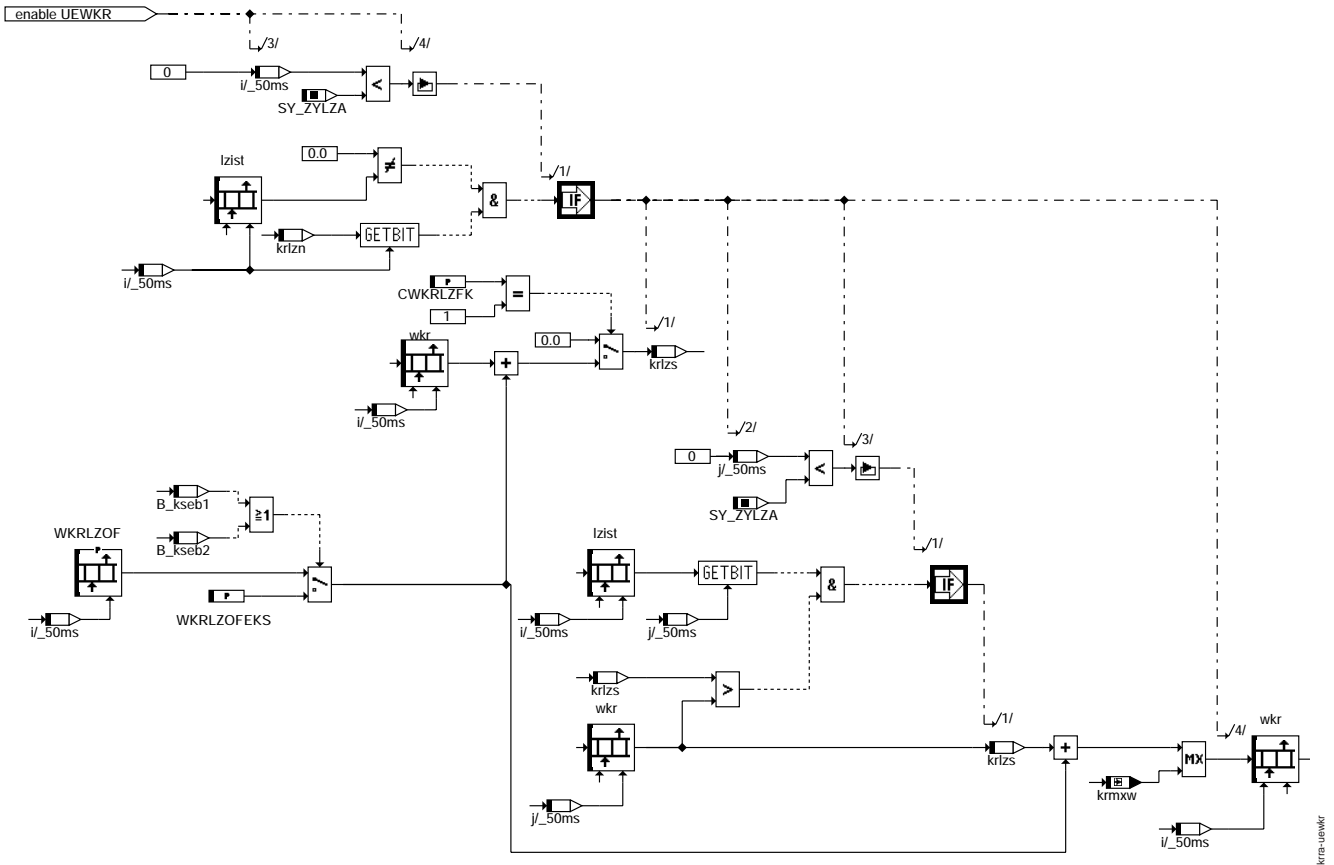 enable UEWKR
/3/
/4/
0
i/_50ms
<
SY_ZYLZA
/1/
lzist
0.0
≠
&
IF
krlzn
GETBIT
i/_50ms
P
CWKRLZFK
=
1
/1/
wkr
0.0
+
krlzs
i/_50ms
/2/
/3/
0
j/_50ms
<
SY_ZYLZA
B_kseb1
≧1
B_kseb2
WKRLZOF
P
P
WKRLZOFEKS
i/_50ms
/1/
lzist
GETBIT
&
IF
i/_50ms
j/_50ms
krlzs
>
wkr
/1/
krlzs
+
MX
/4/
wkr
krmxw
j/_50ms
i/_50ms
krra-uewkr